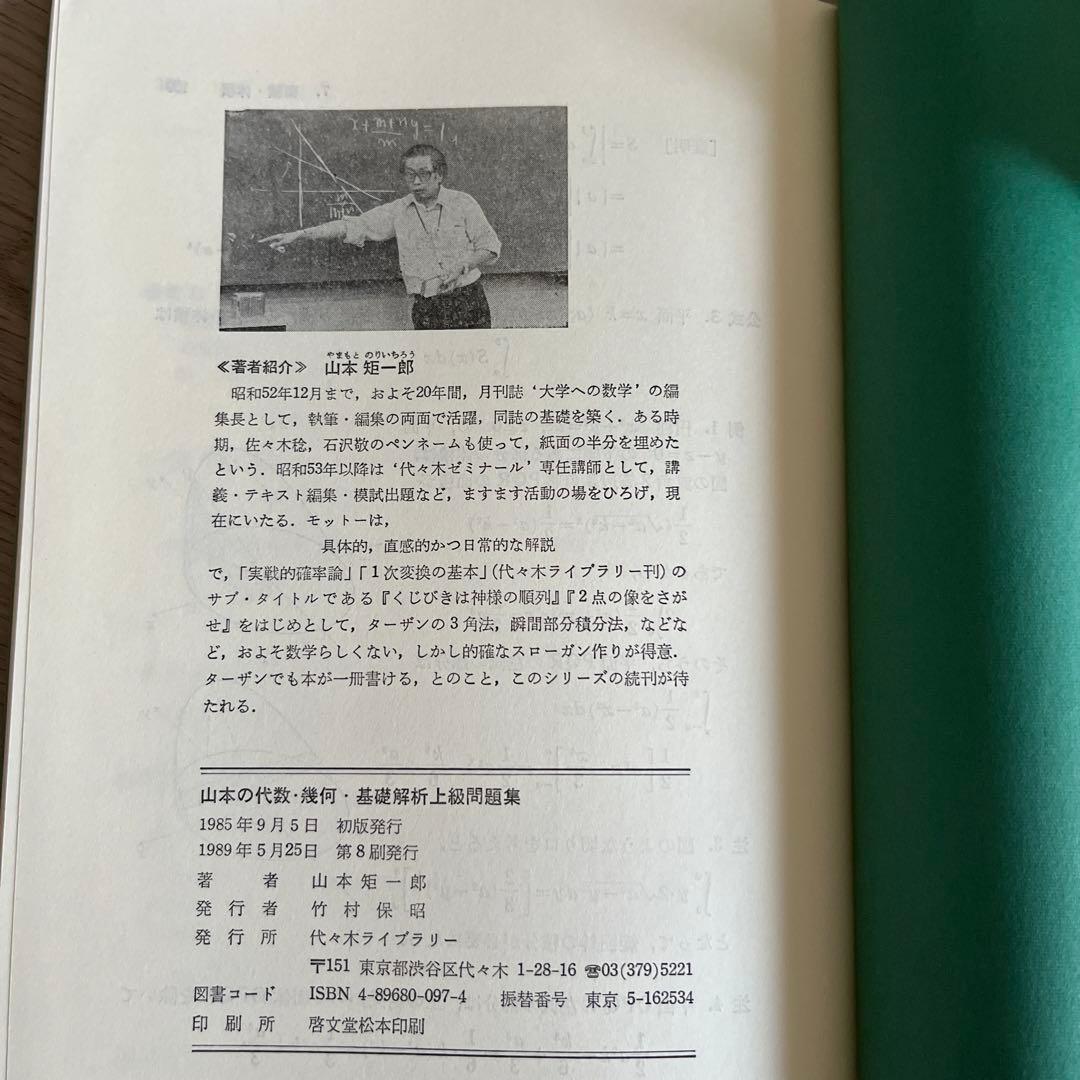 ≪著者紹介≫ 山本 矩一郎
やまもと のりいちろう
昭和52年12月まで，およそ20年間，月刊誌‘大学への数学’の編
集長として，執筆・編集の両面で活躍，同誌の基礎を築く．ある時
期，佐々木稔，石沢敬のペンネームも使って，紙面の半分を埋めた
という．昭和53年以降は‘代々木ゼミナール’専任講師として，講
義・テキスト編集・模試出題など，ますます活動の場をひろげ，現
在にいたる．モットーは，
具体的，直感的かつ日常的な解説
で，「実戦的確率論」「１次変換の基本」（代々木ライブラリー刊）の
サブ・タイトルである『くじびきは神様の順列』『２点の像をさが
せ』をはじめとして，ターザンの３角法，瞬間部分積分法，などな
ど，およそ数学らしくない，しかし的確なスローガン作りが得意．
ターザンでも本が一冊書ける，とのこと，このシリーズの続刊が待
たれる．
山本の代数・幾何・基礎解析上級問題集
1985年9月5日 初版発行
1989年5月25日 第8刷発行
著者 山本矩一郎
発行者 竹村保昭
発行所 代々木ライブラリー
〒151 東京都渋谷区代々木 1-28-16 ☎03(379)5221
図書コード ISBN 4-89680-097-4 振替番号 東京 5-162534
印刷所 啓文堂松本印刷